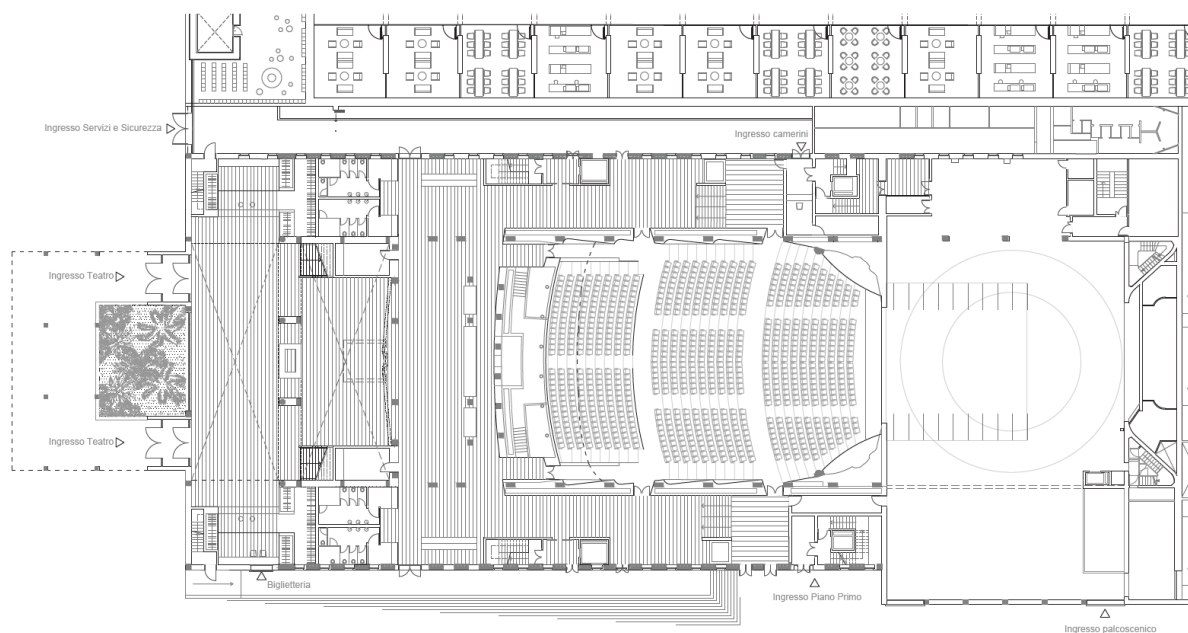 Ingresso Servizi e Sicurezza
Ingresso camerini
Ingresso Teatro
Ingresso Teatro
Biglietteria
Ingresso Piano Primo
Ingresso palcoscenico